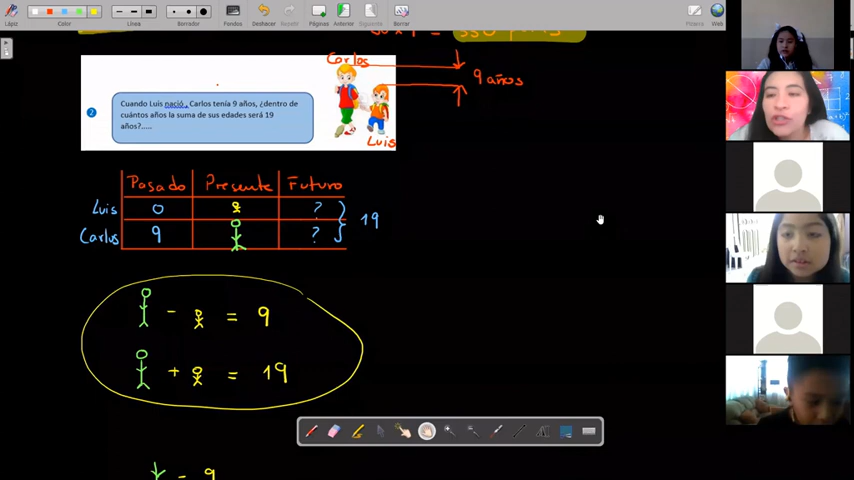 Lápiz
Color
Línea
Borrador
Fondos
Deshacer
Rehacer
Páginas
Anterior
Siguiente
Borrar
Inscribir
Web
Carlos
9 años
2
Cuando Luis nació, Carlos tenía 9 años, ¿dentro de
cuántos años la suma de sus edades será 19
años?.....
Luis
Pasado Presente Futuro
Luis 0 ?
Carlos 9 ?
19
- = 9
+ = 19
= 9